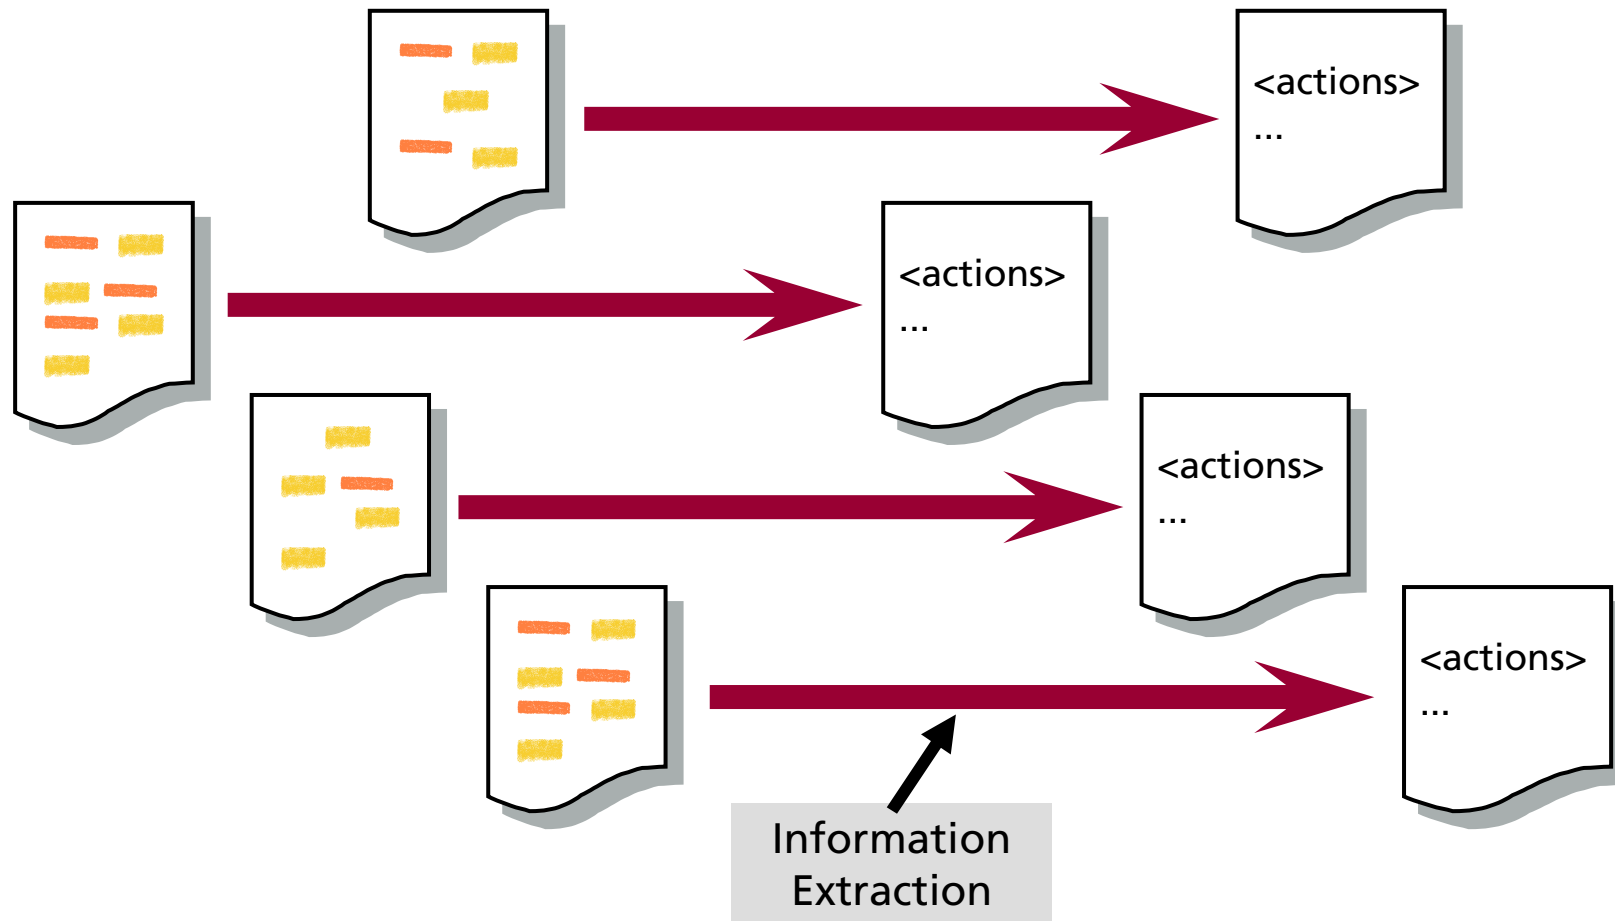 <actions>
...
<actions>
...
<actions>
...
<actions>
...
Information
Extraction